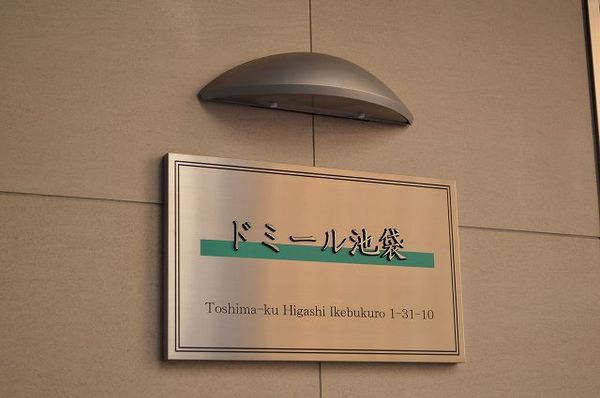 ドミール池袋
Toshima-ku Higashi Ikebukuro 1-31-10